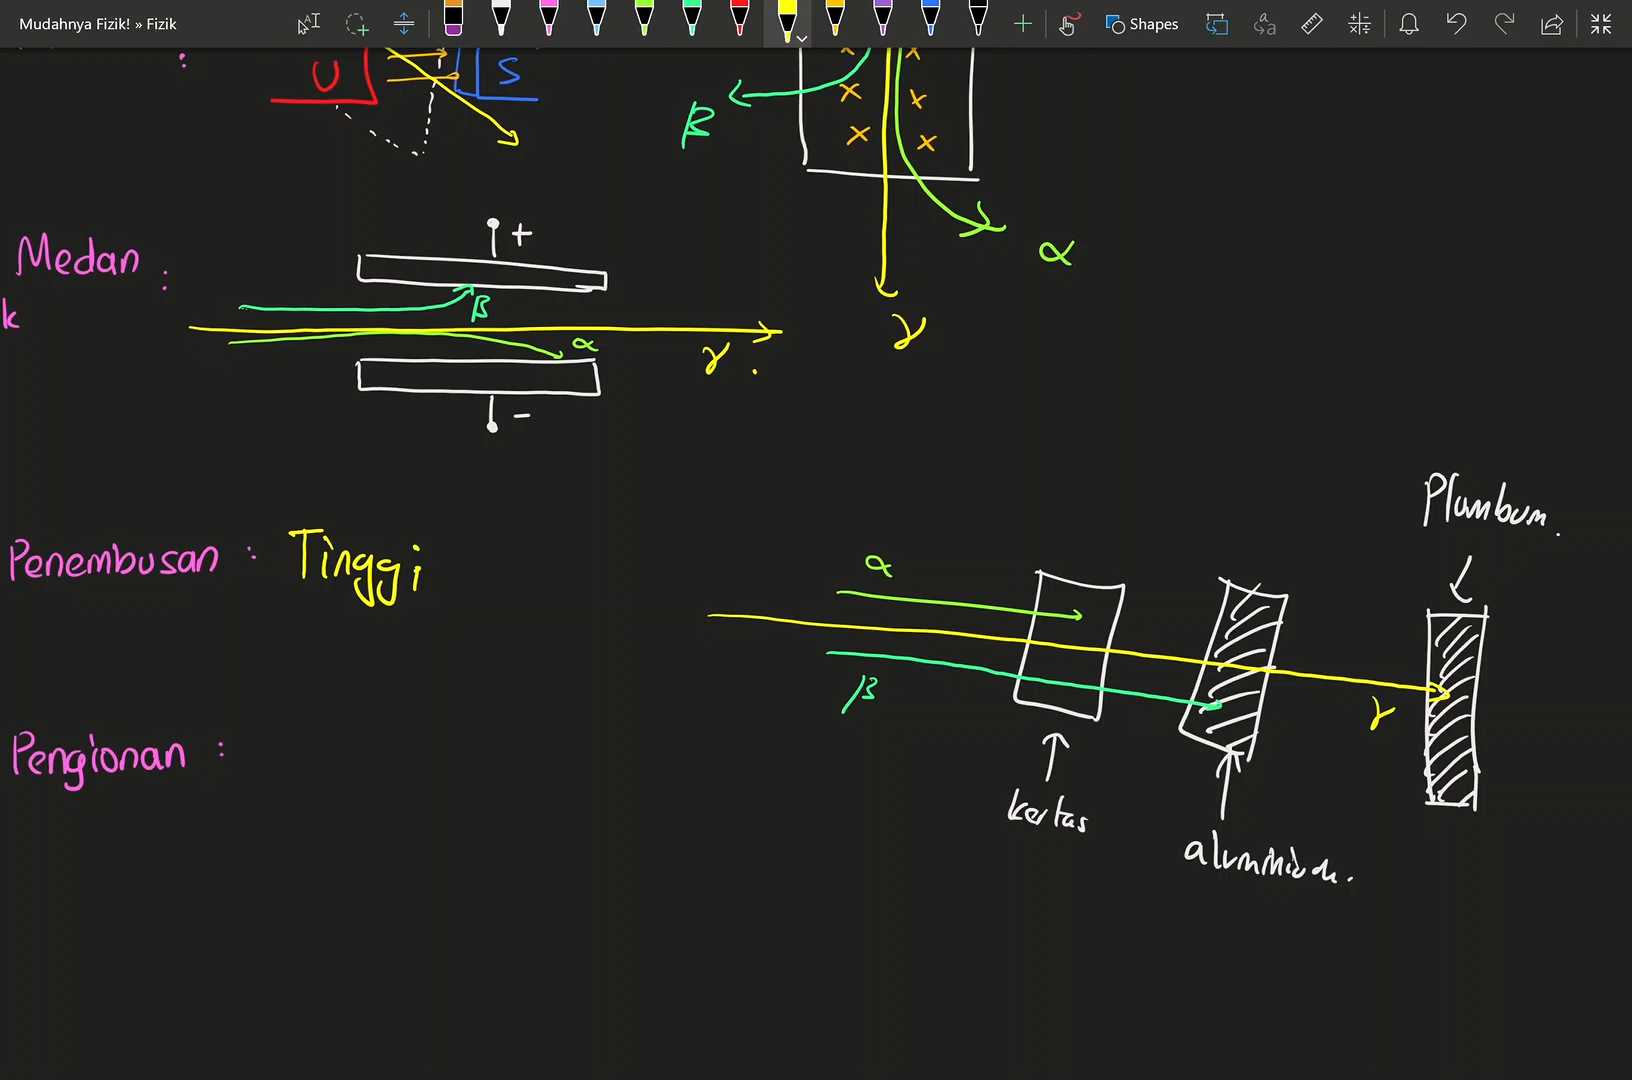 Mudahnya Fizik! » Fizik
Shapes
:
U
S
β
α
γ
Medan :
k
+
β
α
γ .
-
Penembusan : Tinggi
Plumbum.
α
β
γ
Pengionan :
kertas
aluminium.